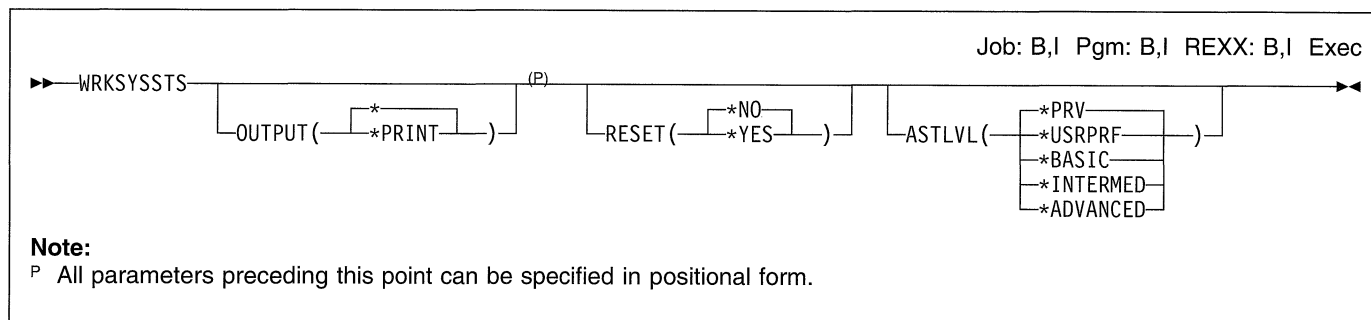 Job: B,I Pgm: B,I REXX: B,I Exec
WRKSYSSTS (P)
OUTPUT( * *PRINT ) RESET( *NO *YES ) ASTLVL( *PRV *USRPRF *BASIC *INTERMED *ADVANCED )
Note:
P All parameters preceding this point can be specified in positional form.